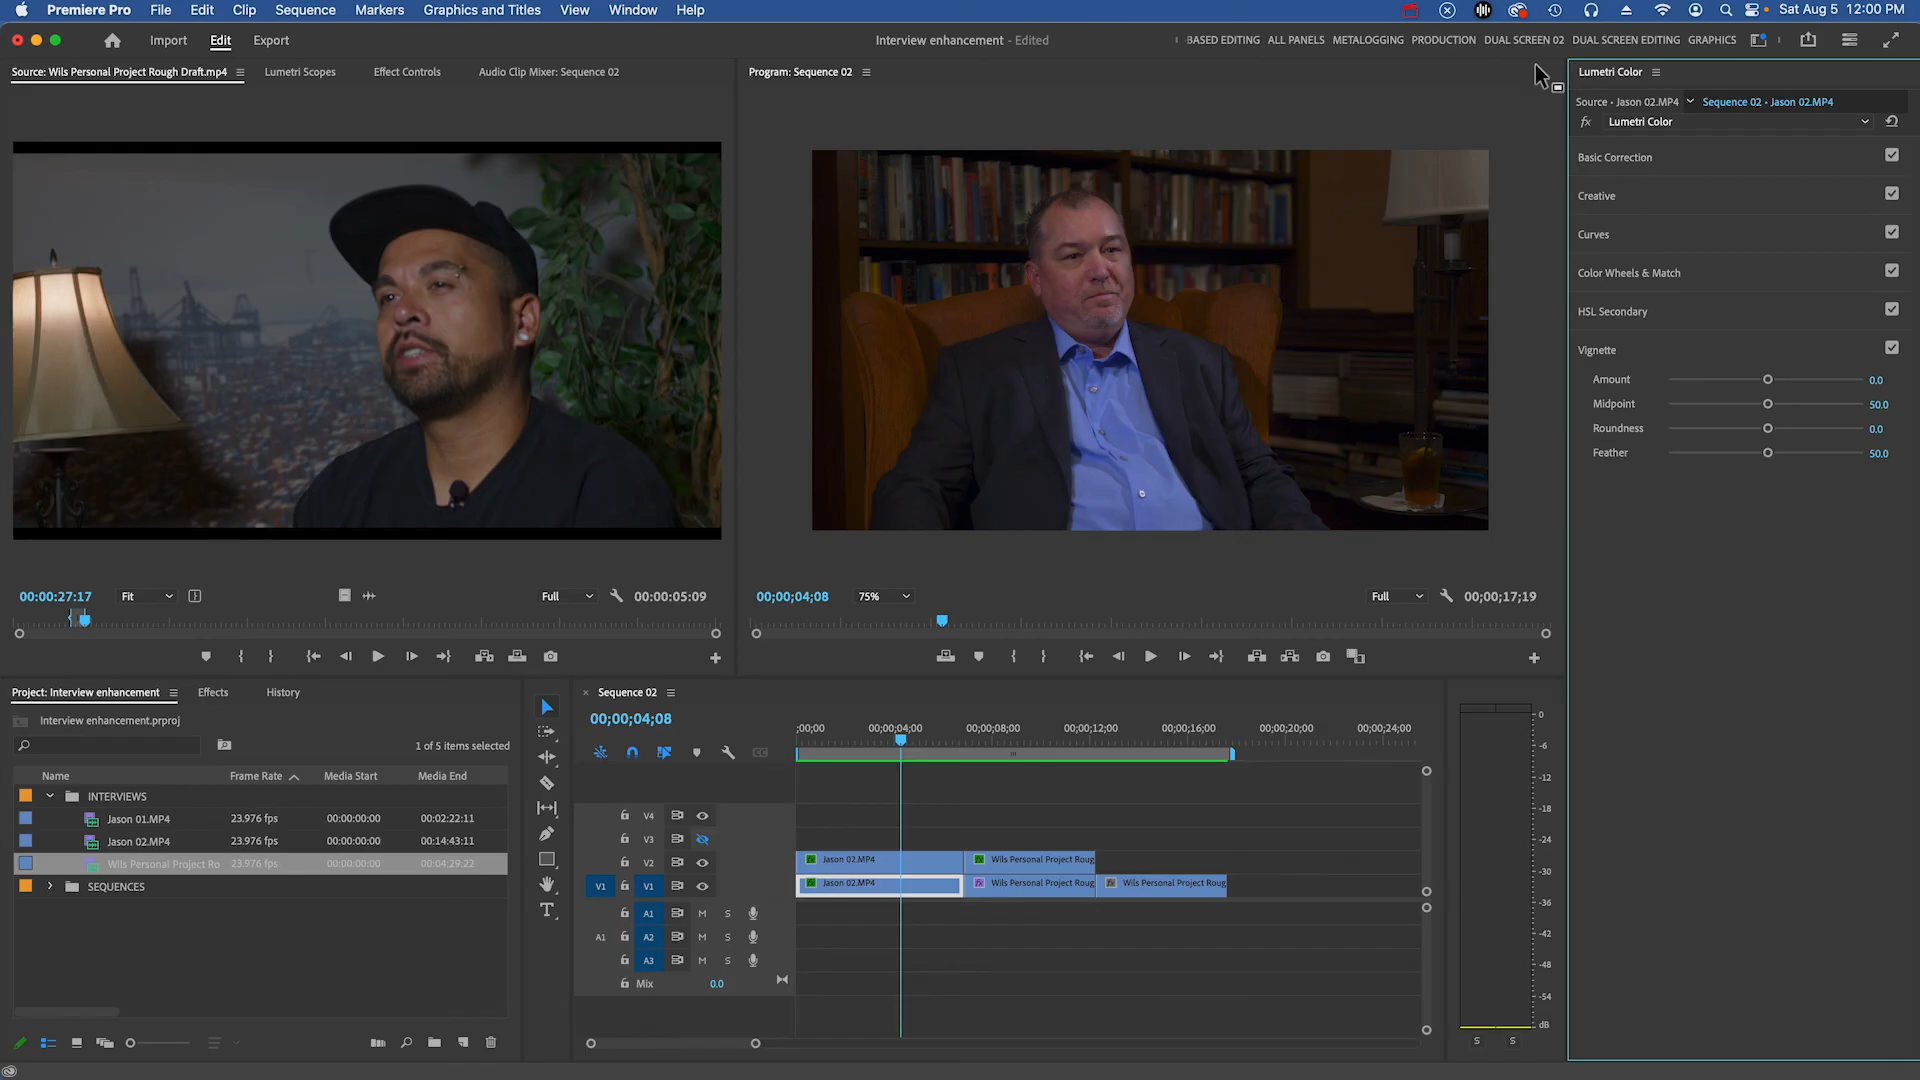 Premiere Pro File Edit Clip Sequence Markers Graphics and Titles View Window Help Sat Aug 5 12:00 PM
Import Edit Export Interview enhancement - Edited BASED EDITING ALL PANELS METALOGGING PRODUCTION DUAL SCREEN 02 DUAL SCREEN EDITING GRAPHICS
Source: Wils Personal Project Rough Draft.mp4 Lumetri Scopes Effect Controls Audio Clip Mixer: Sequence 02
Program: Sequence 02
Lumetri Color
Source • Jason 02.MP4 Sequence 02 • Jason 02.MP4
fx Lumetri Color
Basic Correction
Creative
Curves
Color Wheels & Match
HSL Secondary
Vignette
Amount 0.0
Midpoint 50.0
Roundness 0.0
Feather 50.0
00:00:27:17 Fit Full 00:00:05:09
00;00;04;08 75% Full 00;00;17;19
Project: Interview enhancement Effects History
Interview enhancement.prproj
1 of 5 items selected
Name Frame Rate Media Start Media End
INTERVIEWS
Jason 01.MP4 23.976 fps 00:00:00:00 00:02:22:11
Jason 02.MP4 23.976 fps 00:00:00:00 00:14:43:11
Wils Personal Project Ro 23.976 fps 00:00:00:00 00:04:29:22
SEQUENCES
T
Sequence 02
00;00;04;08
;00;00 00;00;04;00 00;00;08;00 00;00;12;00 00;00;16;00 00;00;20;00 00;00;24;00
CC
V4
V3
V2 fx Jason 02.MP4 fx Wils Personal Project Roug
V1 V1 fx Jason 02.MP4 fx Wils Personal Project Roug fx Wils Personal Project Roug
A1 M S
A1 A2 M S
A3 M S
Mix 0.0
0
-6
-12
-18
-24
-30
-36
-42
-48
-54
dB
S S